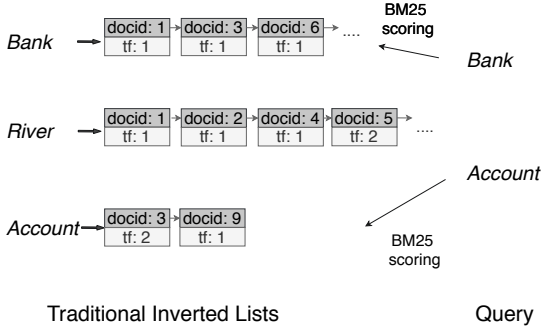 Bank
docid: 1
tf: 1
docid: 3
tf: 1
docid: 6
tf: 1
....
BM25
scoring
Bank
River
docid: 1
tf: 1
docid: 2
tf: 1
docid: 4
tf: 1
docid: 5
tf: 2
....
Account
Account
docid: 3
tf: 2
docid: 9
tf: 1
BM25
scoring
Traditional Inverted Lists
Query